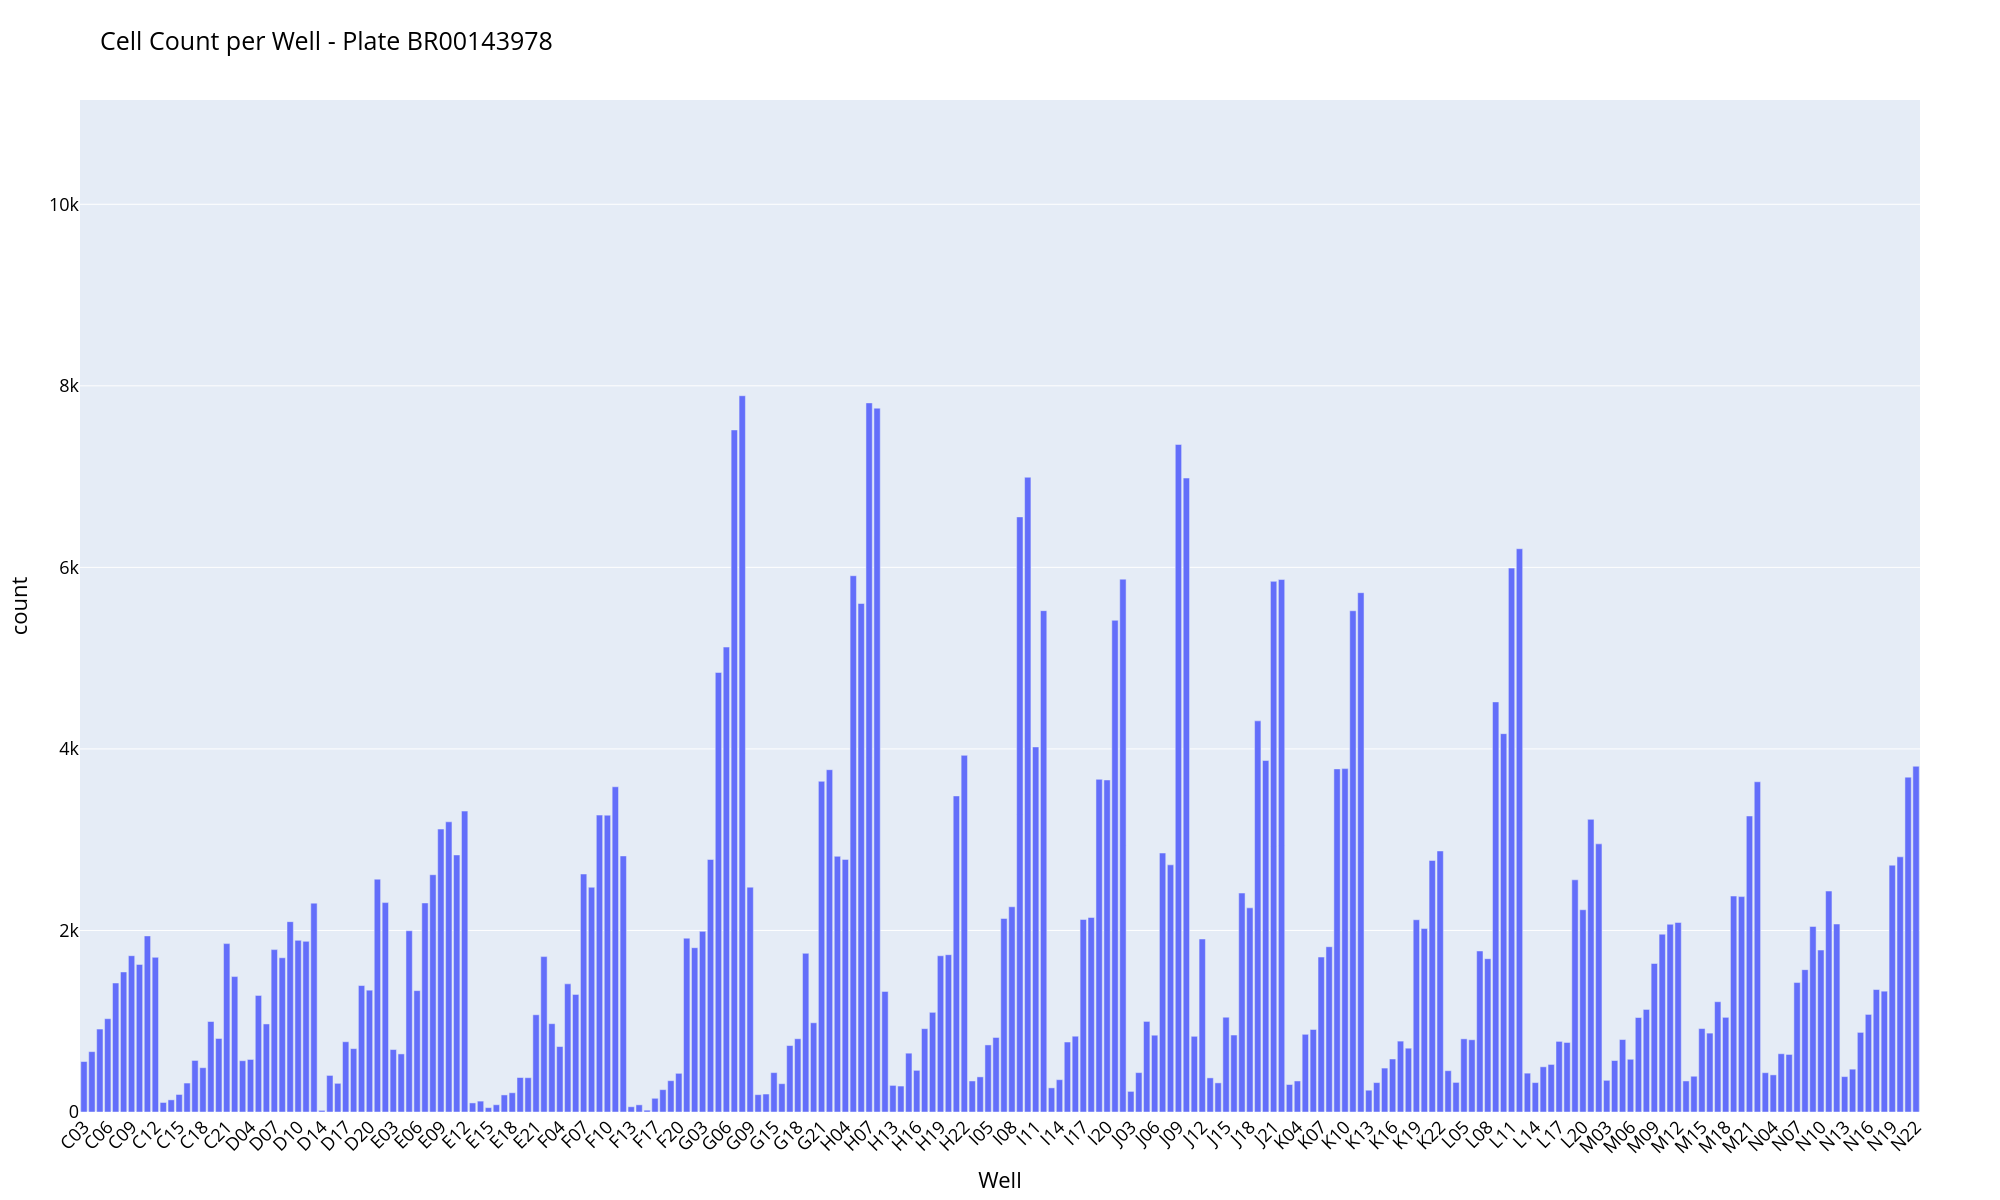 Cell Count per Well - Plate BR00143978
10k
8k
6k
4k
2k
0
count
C03 C06 C09 C12 C15 C18 C21 D04 D07 D10 D14 D17 D20 E03 E06 E09 E12 E15 E18 E21 F04 F07 F10 F13 F17 F20 G03 G06 G09 G15 G18 G21 H04 H07 H13 H16 H19 H22 I05 I08 I11 I14 I17 I20 J03 J06 J09 J12 J15 J18 J21 K04 K07 K10 K13 K16 K19 K22 L05 L08 L11 L14 L17 L20 M03 M06 M09 M12 M15 M18 M21 N04 N07 N10 N13 N16 N19 N22
Well